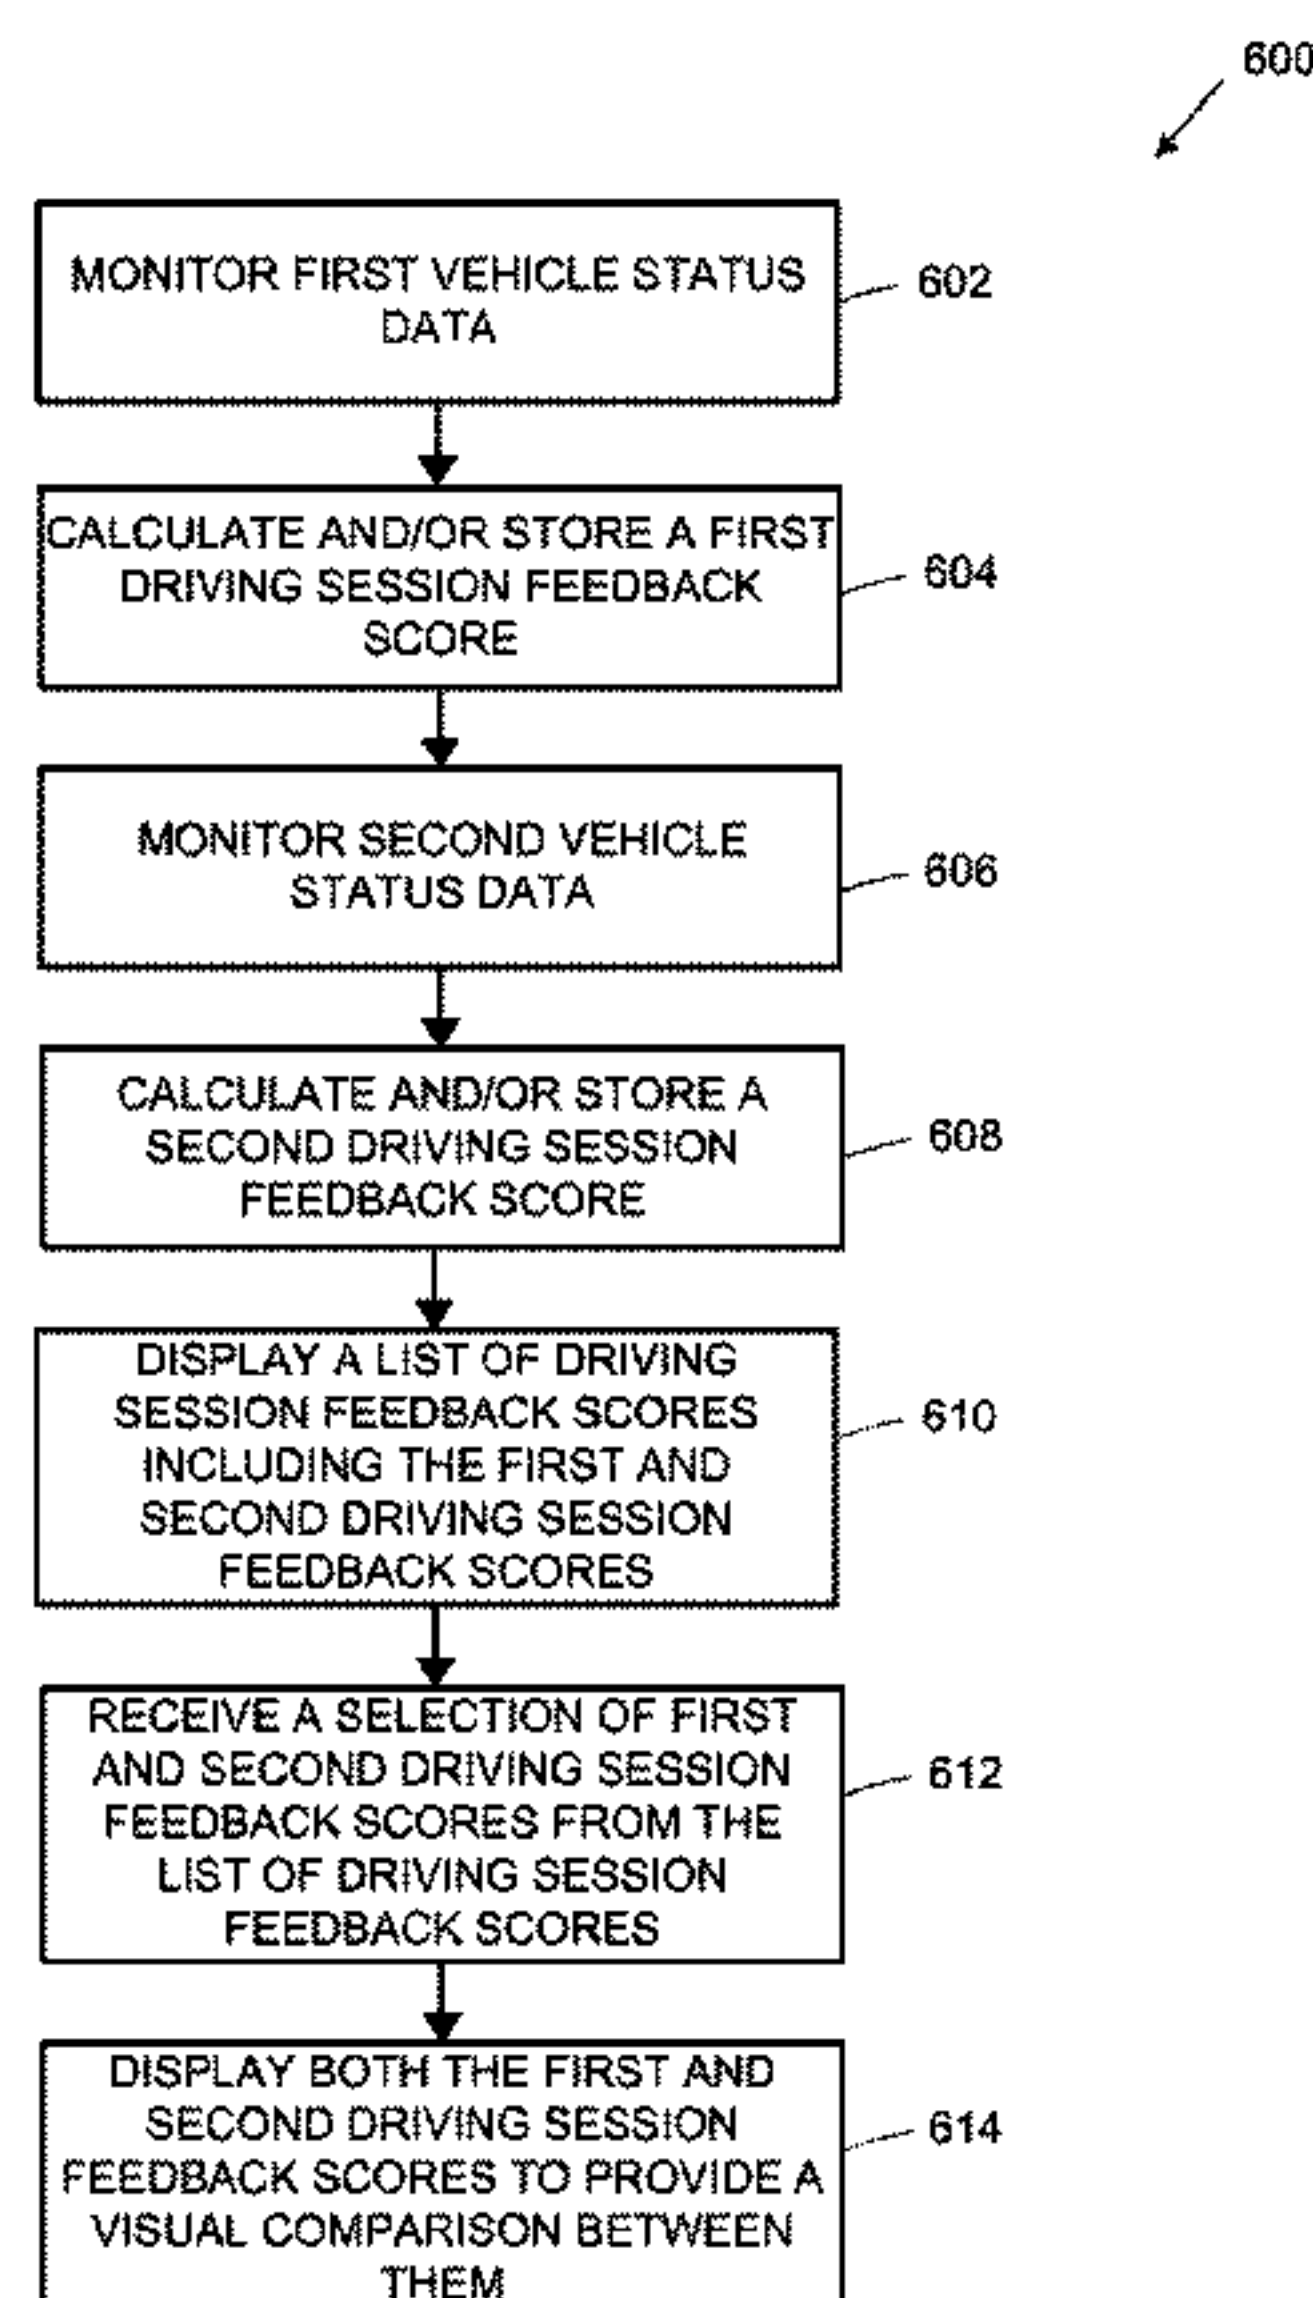 600
MONITOR FIRST VEHICLE STATUS
DATA
602
CALCULATE AND/OR STORE A FIRST
DRIVING SESSION FEEDBACK
SCORE
604
MONITOR SECOND VEHICLE
STATUS DATA
606
CALCULATE AND/OR STORE A
SECOND DRIVING SESSION
FEEDBACK SCORE
608
DISPLAY A LIST OF DRIVING
SESSION FEEDBACK SCORES
INCLUDING THE FIRST AND
SECOND DRIVING SESSION
FEEDBACK SCORES
610
RECEIVE A SELECTION OF FIRST
AND SECOND DRIVING SESSION
FEEDBACK SCORES FROM THE
LIST OF DRIVING SESSION
FEEDBACK SCORES
612
DISPLAY BOTH THE FIRST AND
SECOND DRIVING SESSION
FEEDBACK SCORES TO PROVIDE A
VISUAL COMPARISON BETWEEN
THEM
614